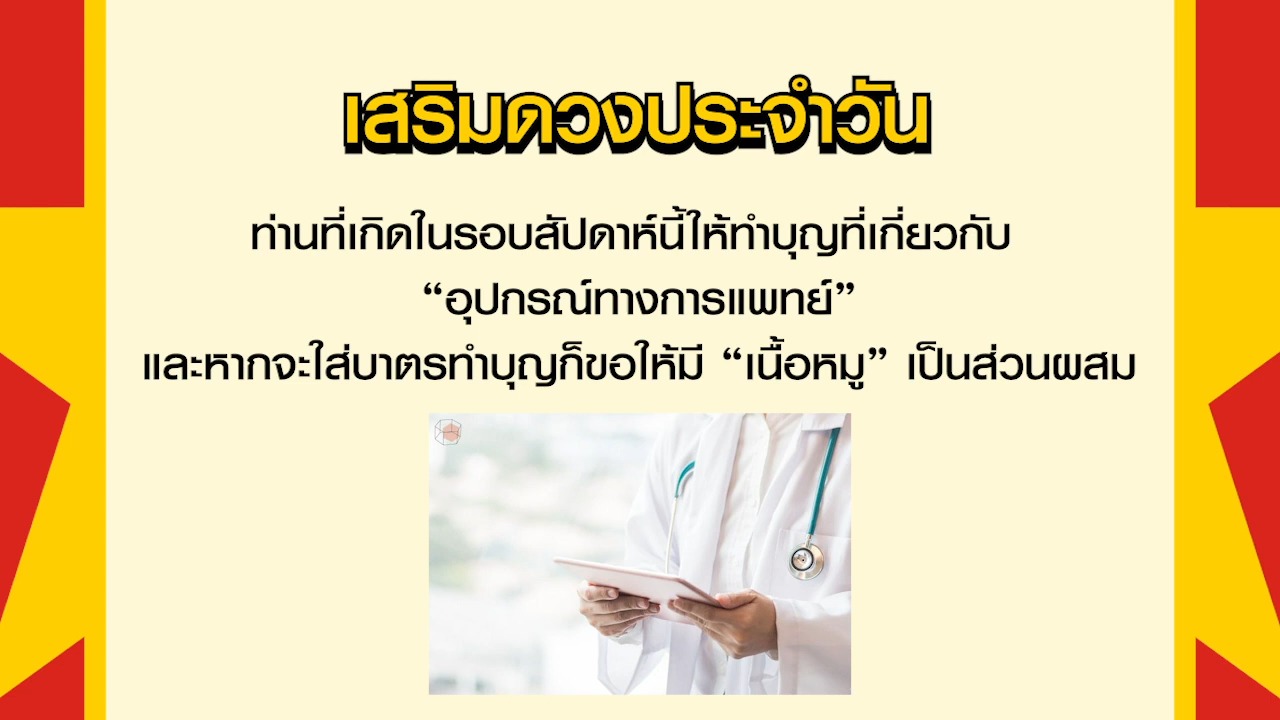 เสริมดวงประจำวัน
ท่านที่เกิดในรอบสัปดาห์นี้ให้ทำบุญที่เกี่ยวกับ
“อุปกรณ์ทางการแพทย์”
และหากจะใส่บาตรทำบุญก็ขอให้มี “เนื้อหมู” เป็นส่วนผสม